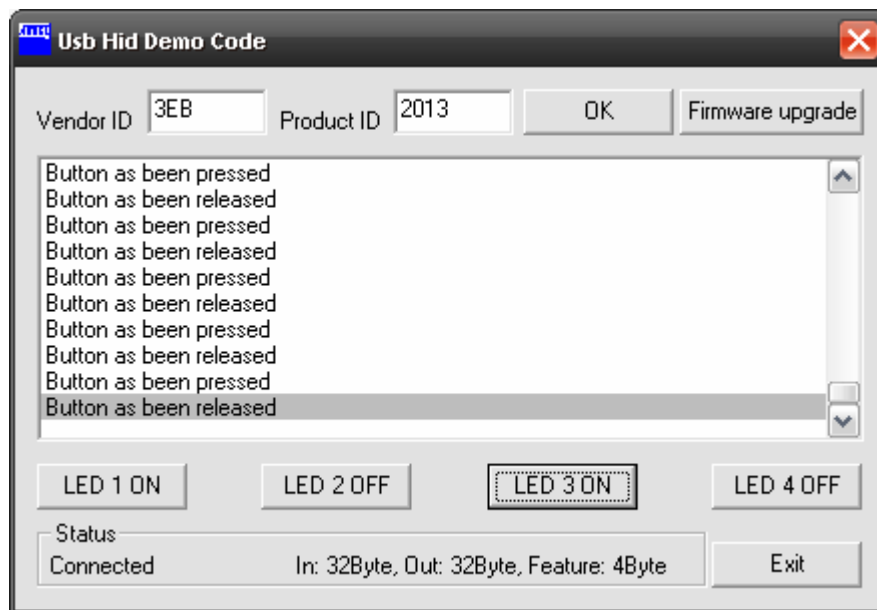 Usb Hid Demo Code
Vendor ID 3EB Product ID 2013 OK Firmware upgrade
Button as been pressed
Button as been released
Button as been pressed
Button as been released
Button as been pressed
Button as been released
Button as been pressed
Button as been released
Button as been pressed
Button as been released
LED 1 ON LED 2 OFF LED 3 ON LED 4 OFF
Status
Connected In: 32Byte, Out: 32Byte, Feature: 4Byte Exit